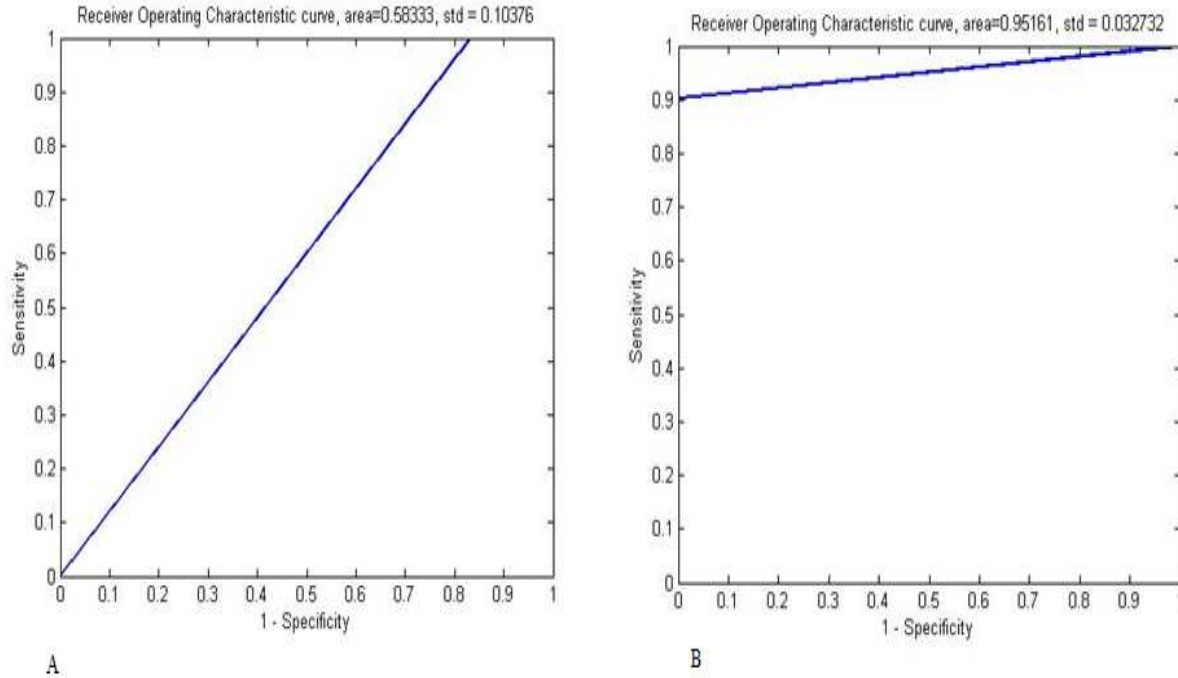 Receiver Operating Characteristic curve, area=0.58333, std = 0.10376
1
0.9
0.8
0.7
0.6
0.5
0.4
0.3
0.2
0.1
0
Sensitivity
0 0.1 0.2 0.3 0.4 0.5 0.6 0.7 0.8 0.9 1
1 - Specificity
A
Receiver Operating Characteristic curve, area=0.95161, std = 0.032732
1
0.9
0.8
0.7
0.6
0.5
0.4
0.3
0.2
0.1
0
Sensitivity
0 0.1 0.2 0.3 0.4 0.5 0.6 0.7 0.8 0.9 1
1 - Specificity
B